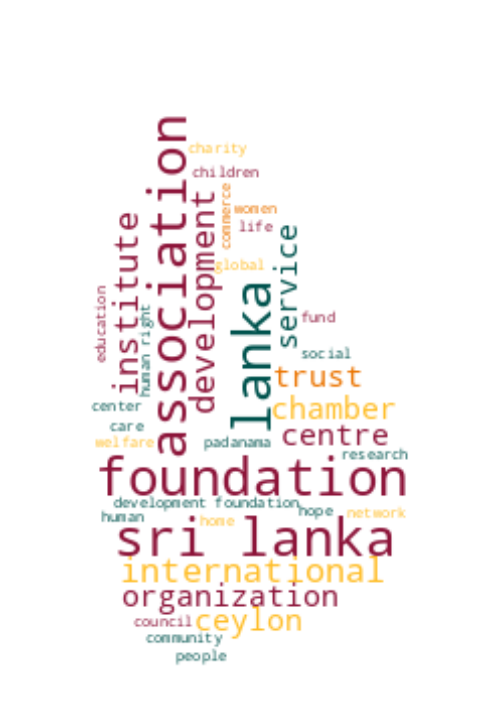 association
charity
children
commerce
women
development
institute
life
service
global
lanka
education
human right
fund
social
trust
center
chamber
care
centre
welfare
padanama
research
foundation
development foundation
hope
network
human
home
sri lanka
international
organization
council
ceylon
community
people